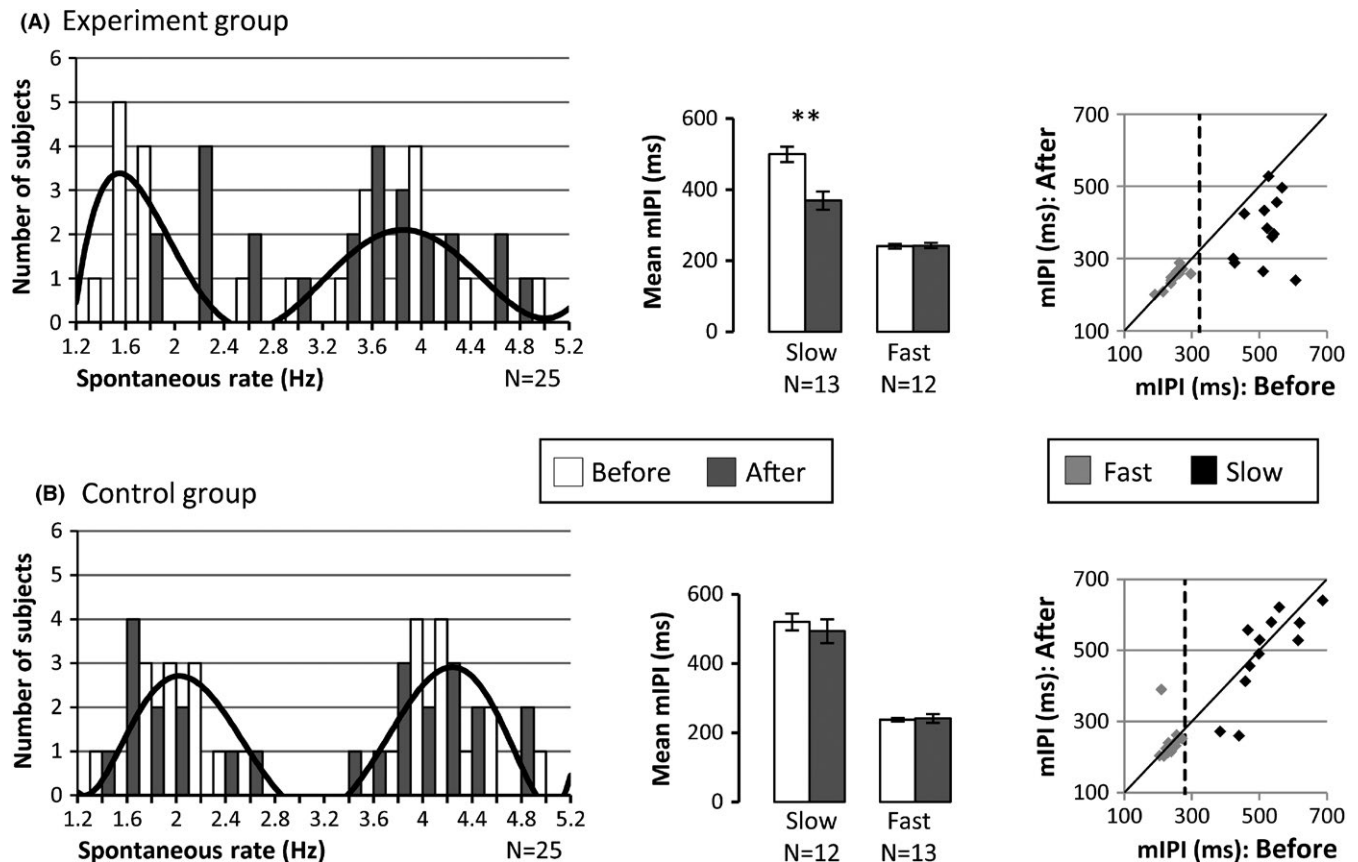 (A) Experiment group
Number of subjects
6
5
4
3
2
1
0
1.2 1.6 2 2.4 2.8 3.2 3.6 4 4.4 4.8 5.2
Spontaneous rate (Hz) N=25
Mean mIPI (ms)
600
400
200
0
**
Slow Fast
N=13 N=12
mIPI (ms): After
700
500
300
100
100 300 500 700
mIPI (ms): Before
Before After
Fast Slow
(B) Control group
Number of subjects
6
5
4
3
2
1
0
1.2 1.6 2 2.4 2.8 3.2 3.6 4 4.4 4.8 5.2
Spontaneous rate (Hz) N=25
Mean mIPI (ms)
600
400
200
0
Slow Fast
N=12 N=13
mIPI (ms): After
700
500
300
100
100 300 500 700
mIPI (ms): Before